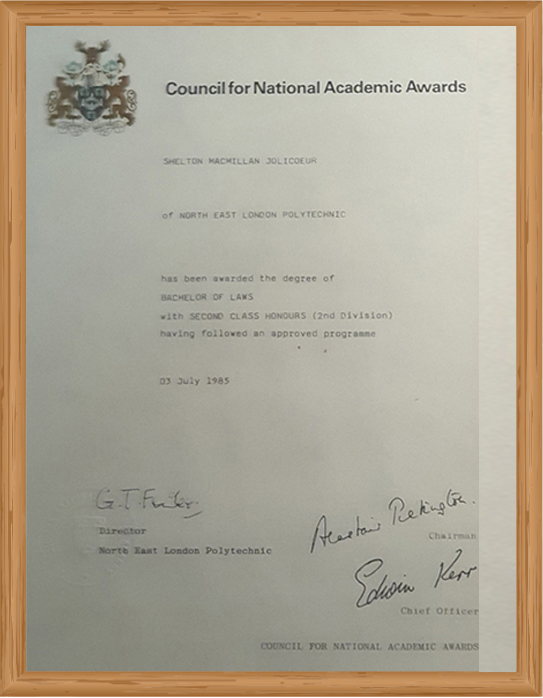 Council for National Academic Awards
SHELTON MACMILLAN JOLICOEUR
of NORTH EAST LONDON POLYTECHNIC
has been awarded the degree of
BACHELOR OF LAWS
with SECOND CLASS HONOURS (2nd Division)
having followed an approved programme
03 July 1985
G.T.
Director
North East London Polytechnic
Alastair Pilkington.
Chairman
Edwin Kerr
Chief Officer
COUNCIL FOR NATIONAL ACADEMIC AWARDS